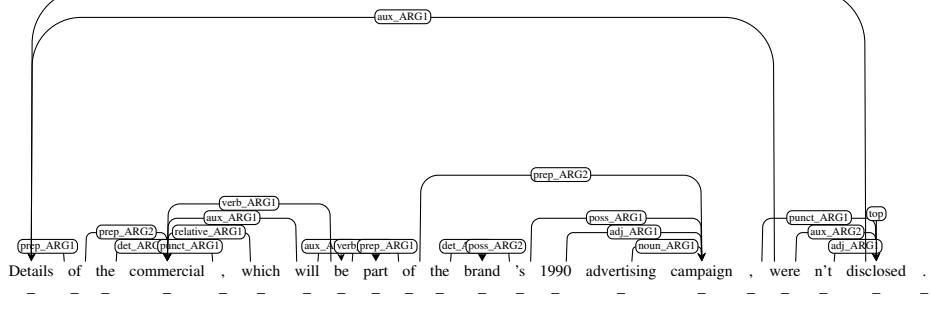 aux_ARG1
prep_ARG2
verb_ARG1
aux_ARG1 poss_ARG1 punct_ARG1 top
prep_ARG2 relative_ARG1 adj_ARG1 aux_ARG2
prep_ARG1 punct_ARG1 prep_ARG1 poss_ARG2 noun_ARG1 adj_ARG1
Details of the commercial , which will be part of the brand 's 1990 advertising campaign , were n't disclosed .
_ _ _ _ _ _ _ _ _ _ _ _ _ _ _ _ _ _ _ _ _